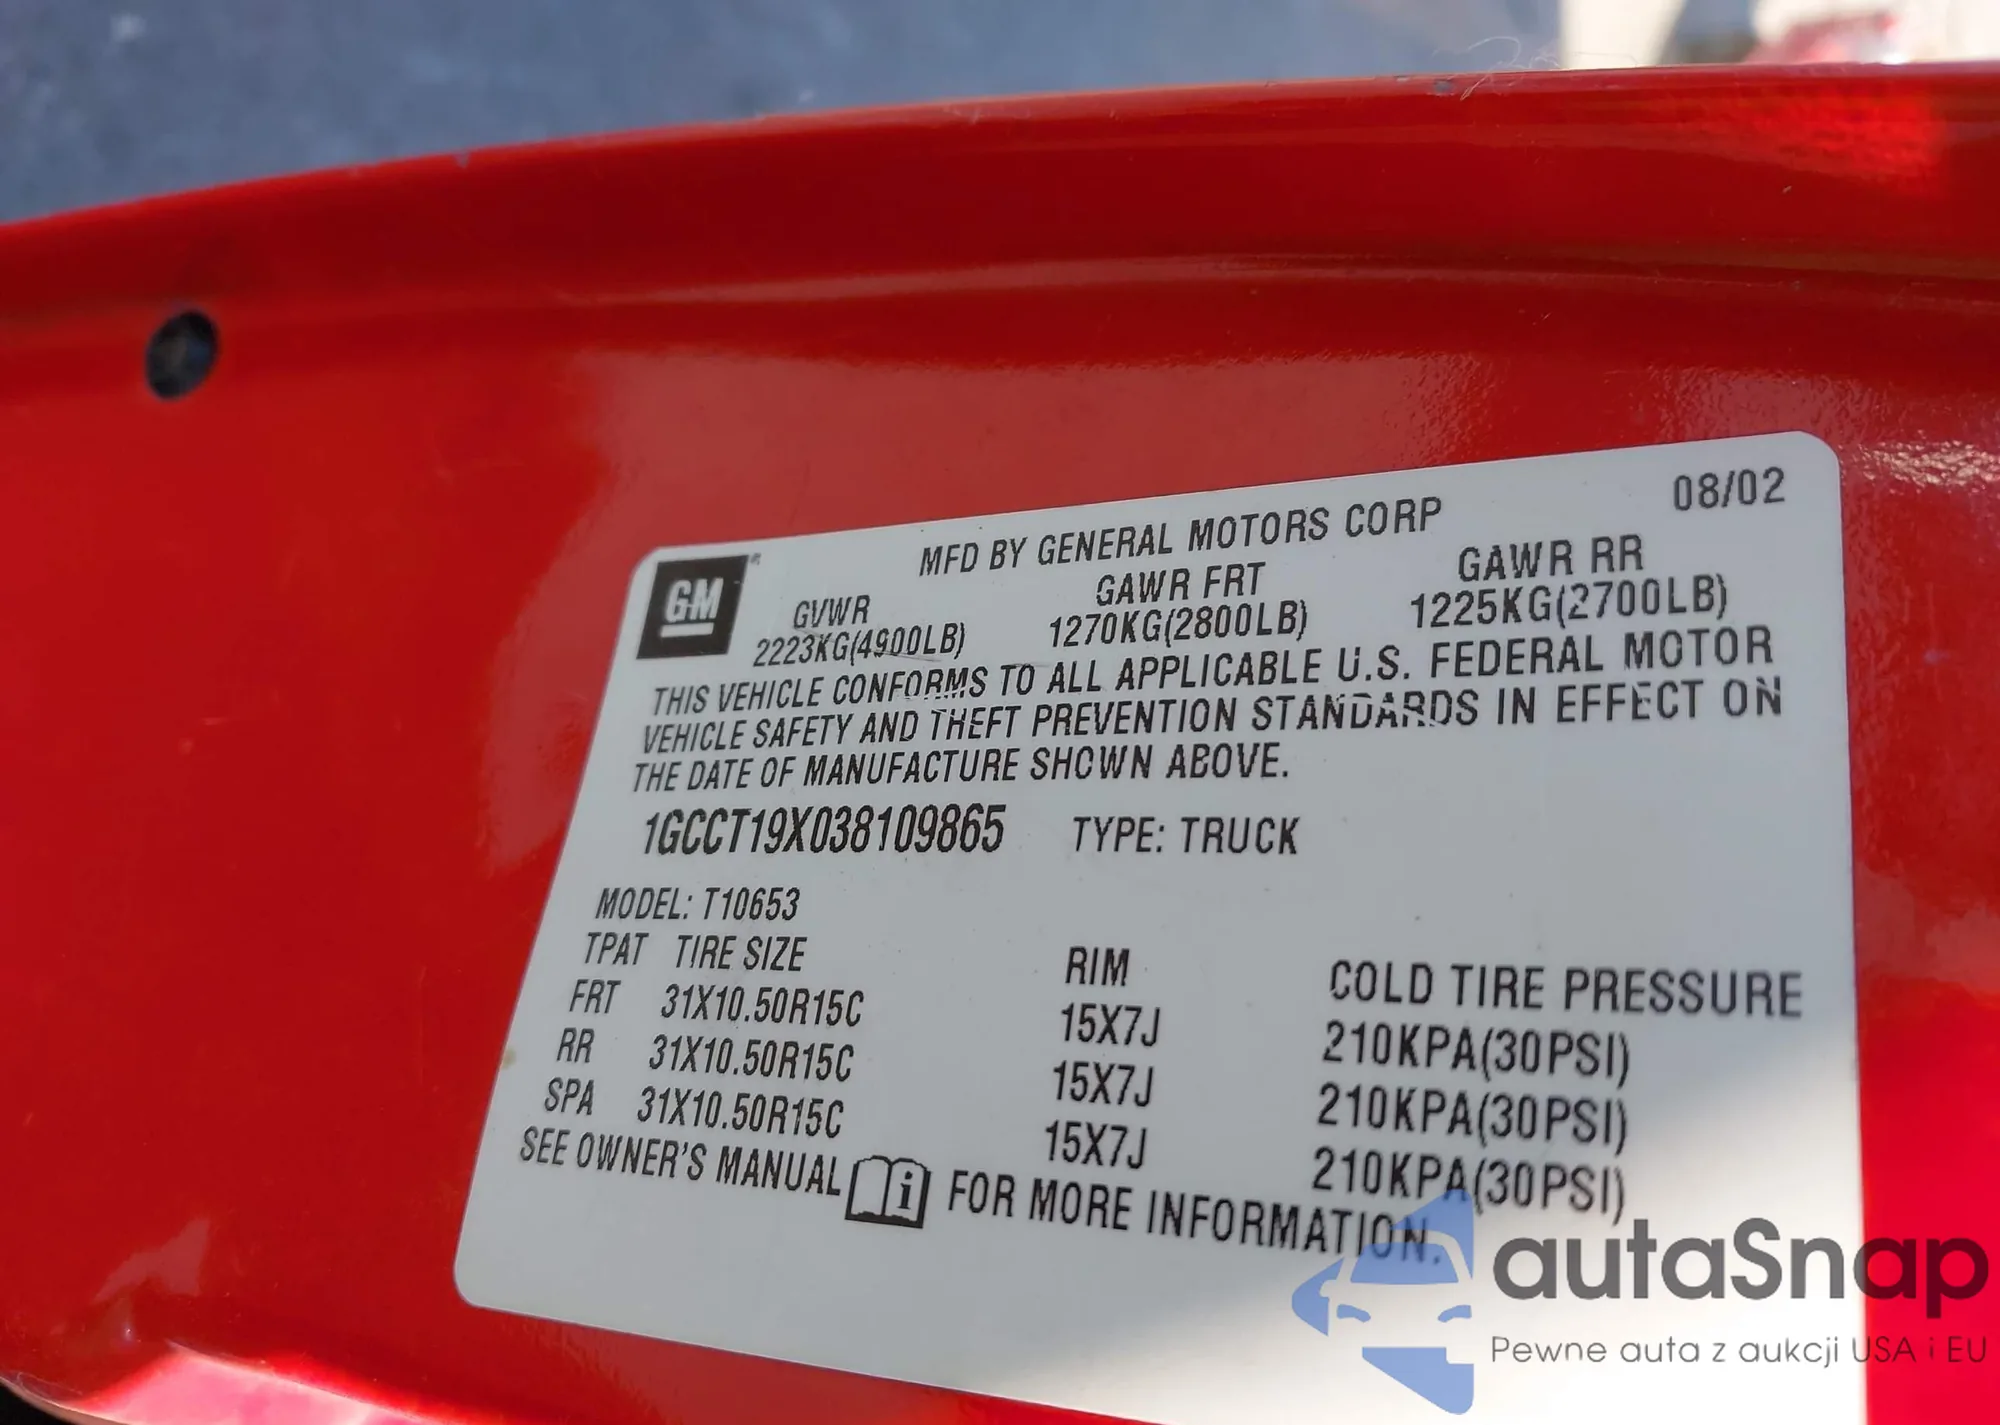 08/02
MFD BY GENERAL MOTORS CORP
GM
GVWR GAWR FRT GAWR RR
2223KG(4900LB) 1270KG(2800LB) 1225KG(2700LB)
THIS VEHICLE CONFORMS TO ALL APPLICABLE U.S. FEDERAL MOTOR
VEHICLE SAFETY AND THEFT PREVENTION STANDARDS IN EFFECT ON
THE DATE OF MANUFACTURE SHOWN ABOVE.
1GCCT19X038109865 TYPE: TRUCK
MODEL: T10653
TPAT TIRE SIZE RIM COLD TIRE PRESSURE
FRT 31X10.50R15C 15X7J 210KPA(30PSI)
RR 31X10.50R15C 15X7J 210KPA(30PSI)
SPA 31X10.50R15C 15X7J 210KPA(30PSI)
SEE OWNER'S MANUAL i FOR MORE INFORMATION.
autaSnap
Pewne auta z aukcji USA i EU